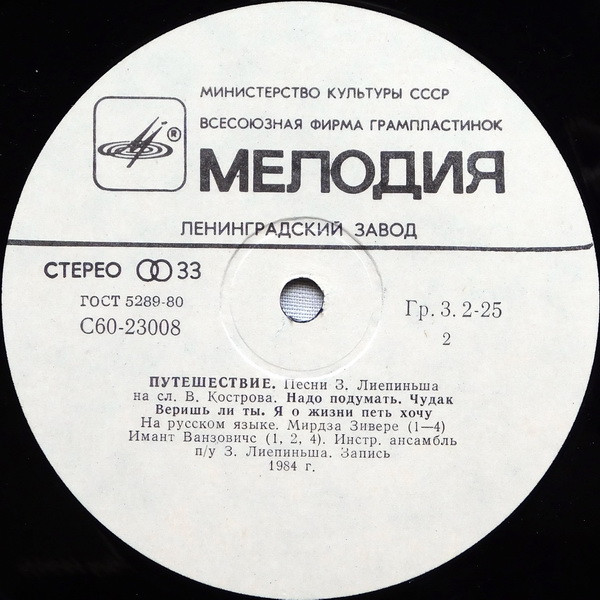 МИНИСТЕРСТВО КУЛЬТУРЫ СССР
ВСЕСОЮЗНАЯ ФИРМА ГРАМПЛАСТИНОК
®
МЕЛОДИЯ
ЛЕНИНГРАДСКИЙ ЗАВОД
СТЕРЕО 33
ГОСТ 5289-80
С60-23008
Гр. 3. 2-25
2
ПУТЕШЕСТВИЕ. Песни З. Лиепиньша
на сл. В. Кострова. Надо подумать. Чудак
Веришь ли ты. Я о жизни петь хочу
На русском языке. Мирдза Зивере (1—4)
Имант Ванзовичс (1, 2, 4). Инстр. ансамбль
п/у З. Лиепиньша. Запись
1984 г.